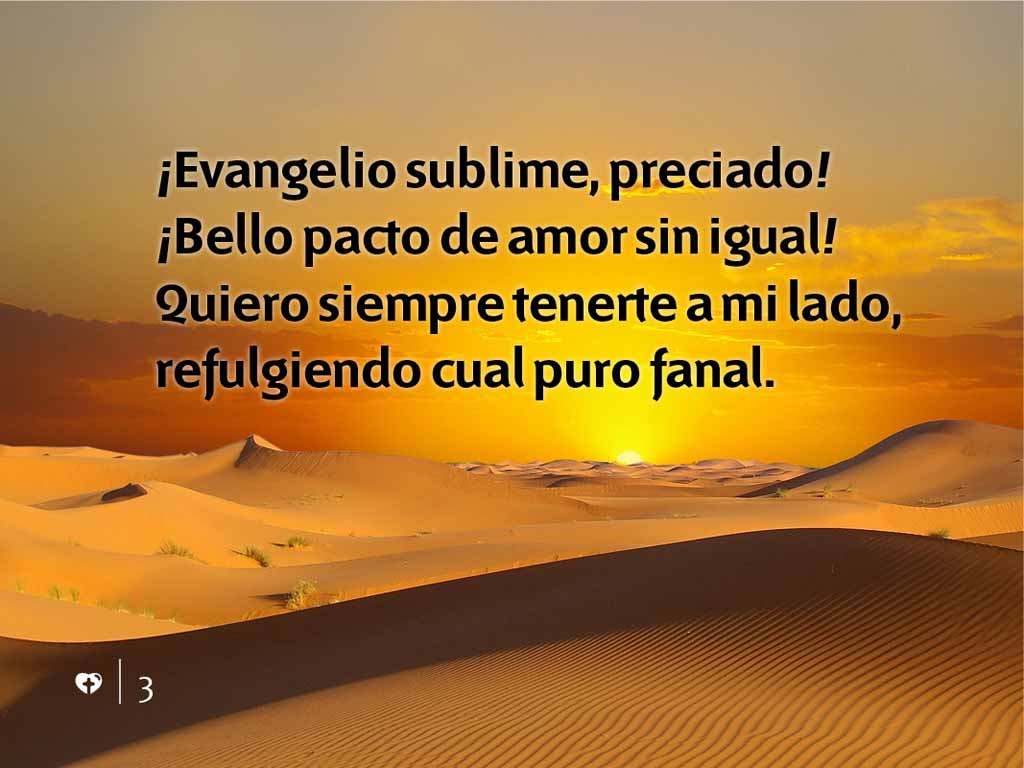 ¡Evangelio sublime, preciado!
¡Bello pacto de amor sin igual!
Quiero siempre tenerte a mi lado,
refulgiendo cual puro fanal.
3